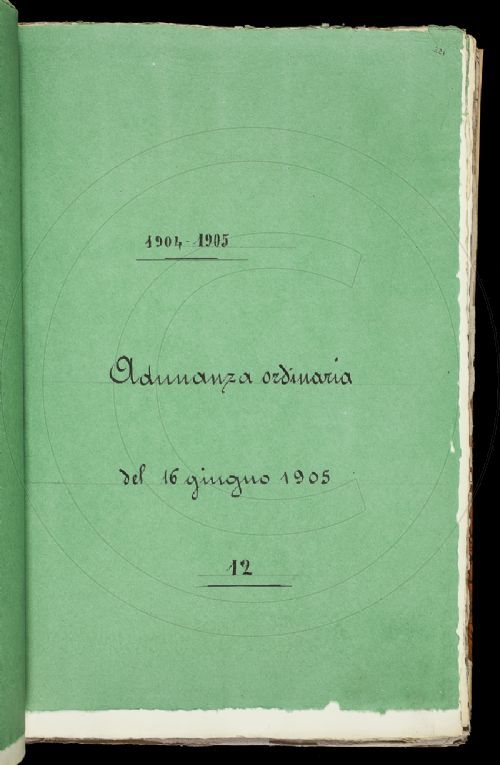 1904-1905
Adunanza ordinaria
del 16 giugno 1905
12